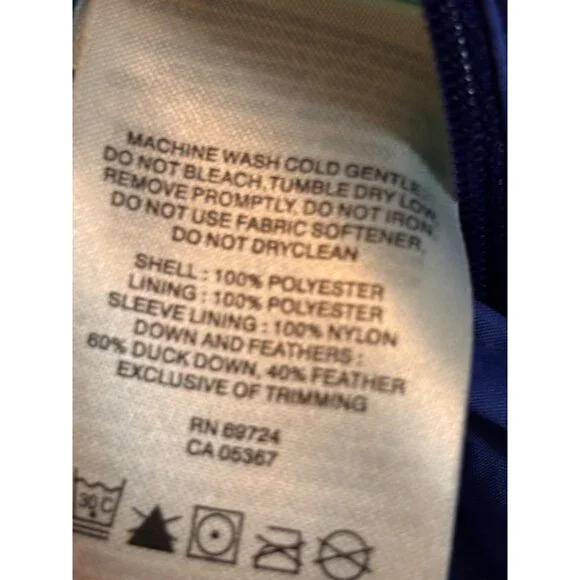 MACHINE WASH COLD GENTLE.
DO NOT BLEACH, TUMBLE DRY LOW,
REMOVE PROMPTLY, DO NOT IRON,
DO NOT USE FABRIC SOFTENER,
DO NOT DRYCLEAN
SHELL : 100% POLYESTER
LINING : 100% POLYESTER
SLEEVE LINING : 100% NYLON
DOWN AND FEATHERS :
60% DUCK DOWN, 40% FEATHER
EXCLUSIVE OF TRIMMING
RN 69724
CA 05367
30C